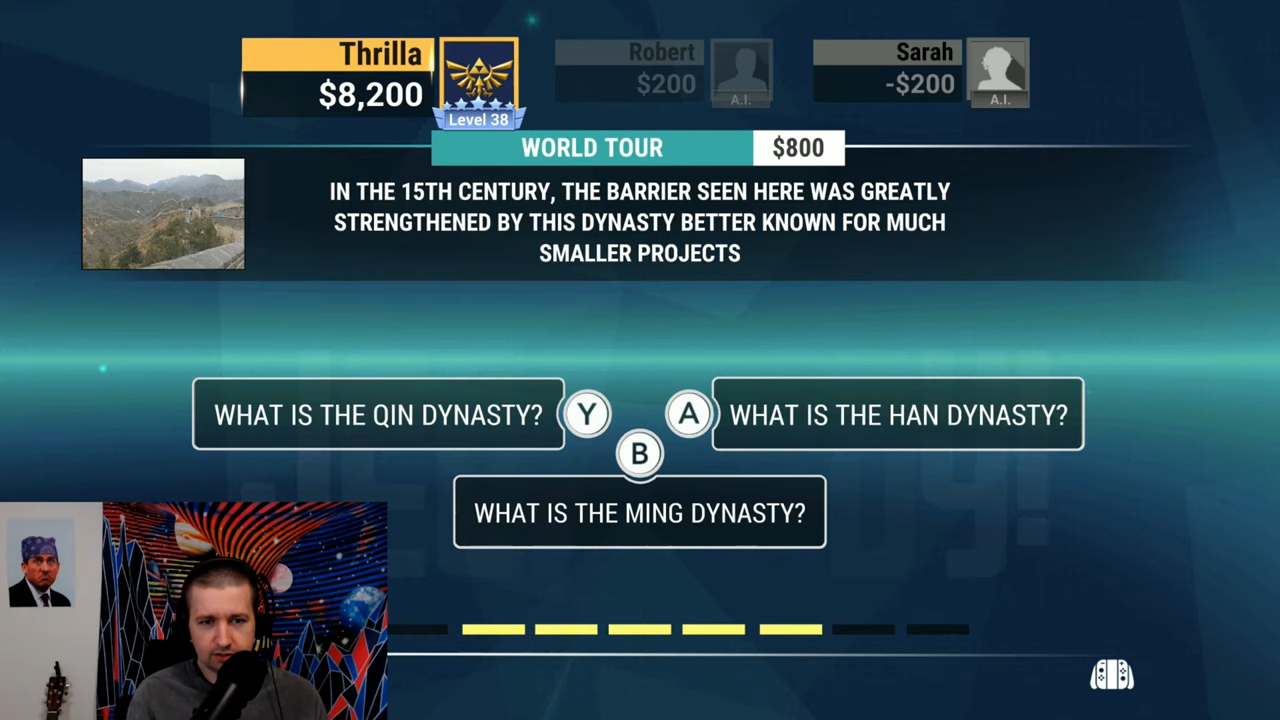 Thrilla
$8,200
Level 38
Robert
$200
A.I.
Sarah
-$200
A.I.
WORLD TOUR
$800
IN THE 15TH CENTURY, THE BARRIER SEEN HERE WAS GREATLY
STRENGTHENED BY THIS DYNASTY BETTER KNOWN FOR MUCH
SMALLER PROJECTS
WHAT IS THE QIN DYNASTY?
Y
A
WHAT IS THE HAN DYNASTY?
B
WHAT IS THE MING DYNASTY?